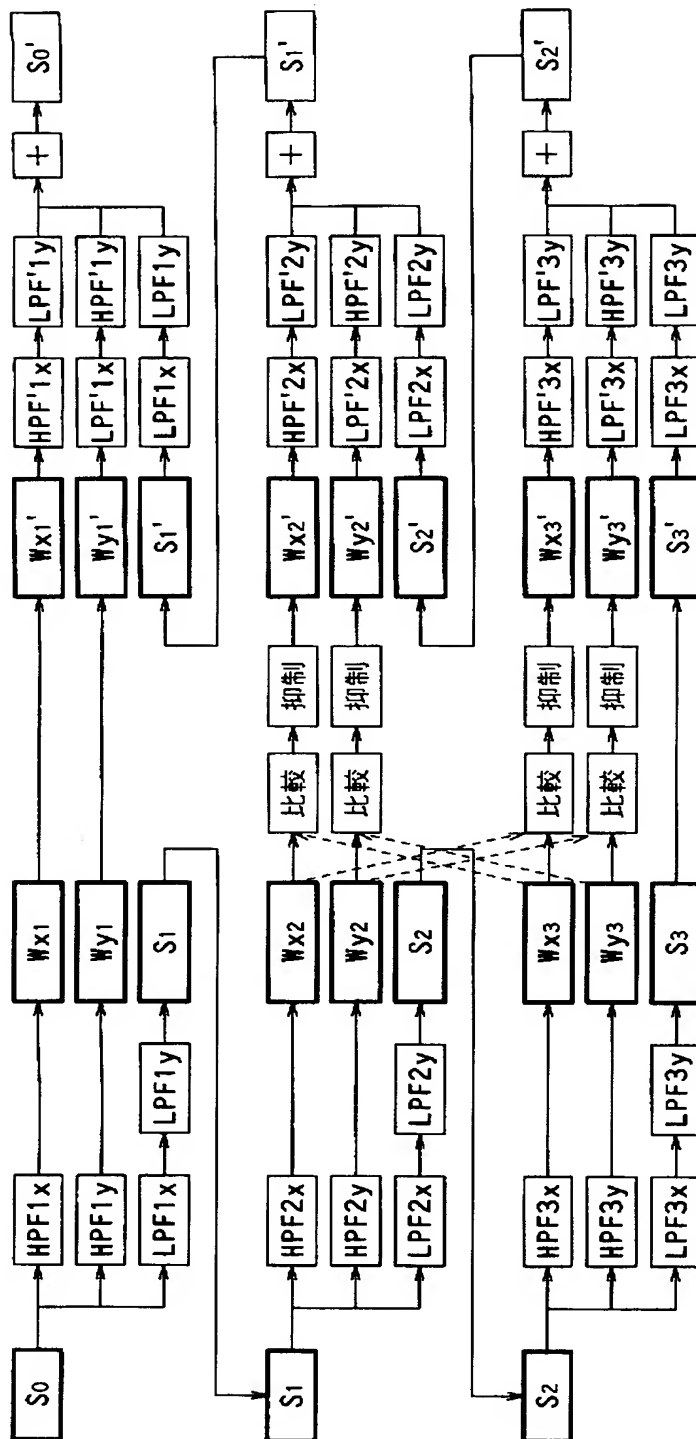 S0
HPF1x
HPF1y
LPF1x
LPF1y
Wx1
Wy1
S1
Wx1'
Wy1'
S1'
HPF'1x
LPF'1x
LPF1x
LPF'1y
HPF'1y
LPF1y
+
S0'
S1
HPF2x
HPF2y
LPF2x
LPF2y
Wx2
Wy2
S2
比較
比較
抑制
抑制
Wx2'
Wy2'
S2'
HPF'2x
LPF'2x
LPF2x
LPF'2y
HPF'2y
LPF2y
+
S1'
S2
HPF3x
HPF3y
LPF3x
LPF3y
Wx3
Wy3
S3
比較
比較
抑制
抑制
Wx3'
Wy3'
S3'
HPF'3x
LPF'3x
LPF3x
LPF'3y
HPF'3y
LPF3y
+
S2'